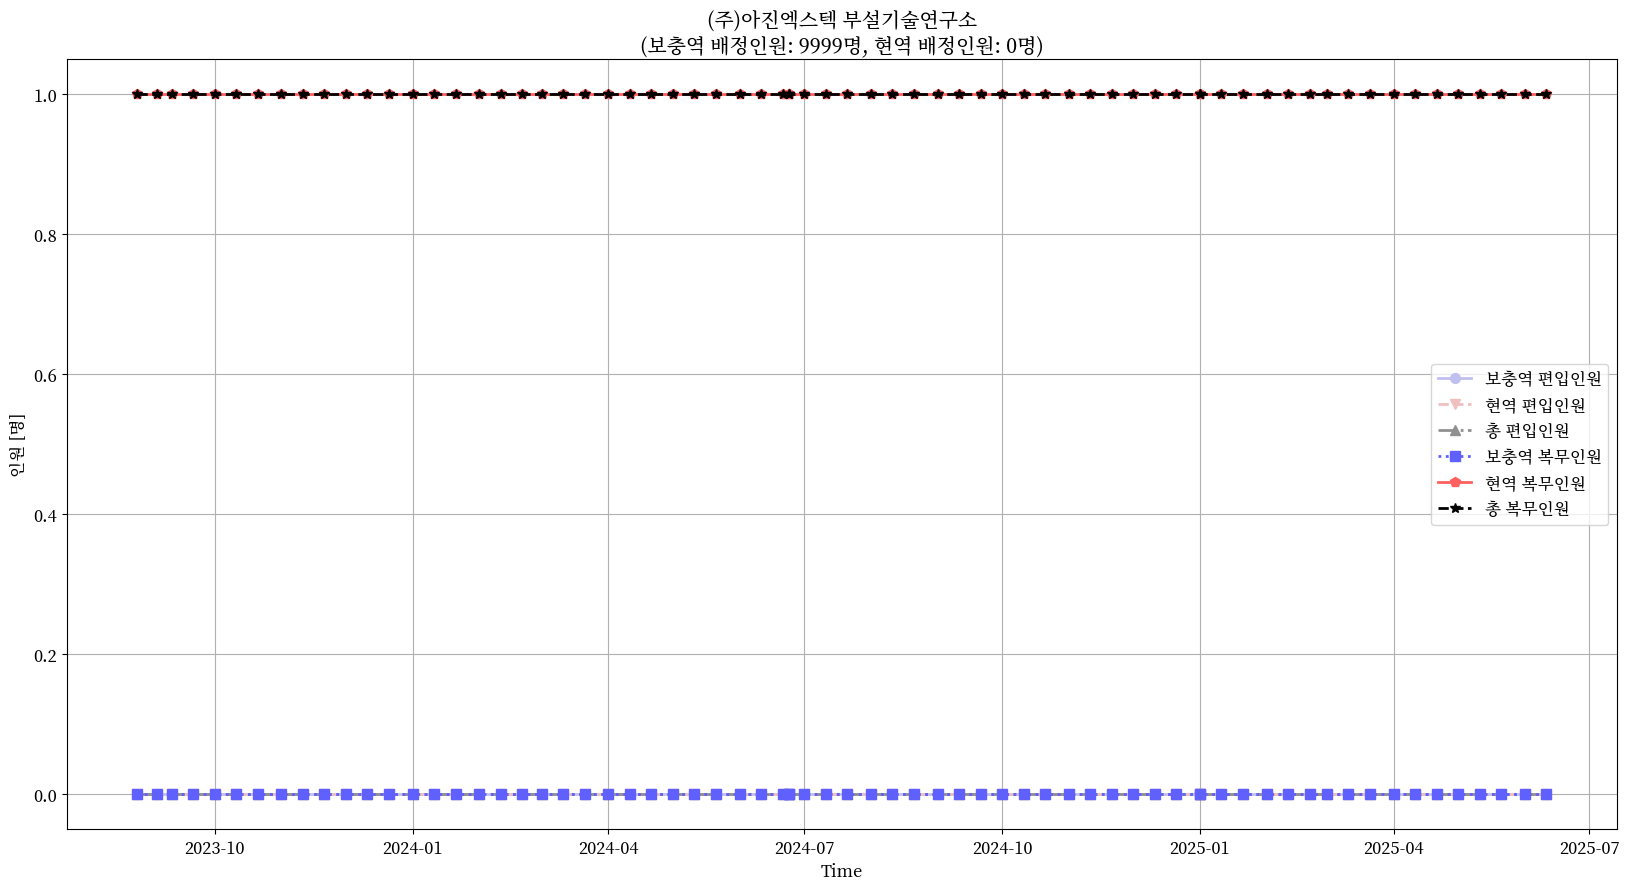 (주)아진엑스텍 부설기술연구소
(보충역 배정인원: 9999명, 현역 배정인원: 0명)
1.0
0.8
0.6
0.4
0.2
0.0
인원 [명]
보충역 편입인원
현역 편입인원
총 편입인원
보충역 복무인원
현역 복무인원
총 복무인원
2023-10
2024-01
2024-04
2024-07
2024-10
2025-01
2025-04
2025-07
Time